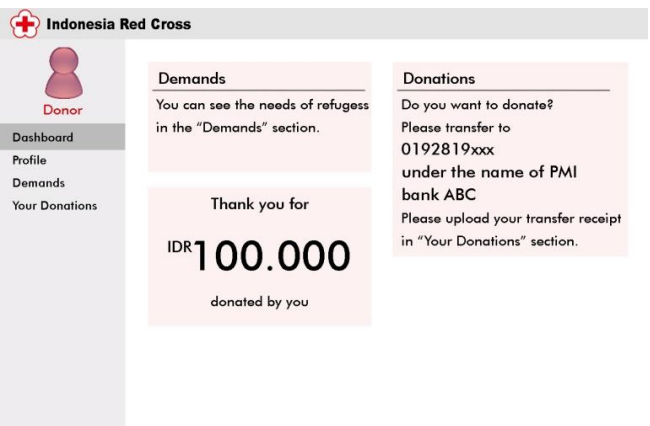 Indonesia Red Cross
Donor
Dashboard
Profile
Demands
Your Donations
Demands
You can see the needs of refugess
in the “Demands” section.
Thank you for
IDR100.000
donated by you
Donations
Do you want to donate?
Please transfer to
0192819xxx
under the name of PMI
bank ABC
Please upload your transfer receipt
in “Your Donations” section.